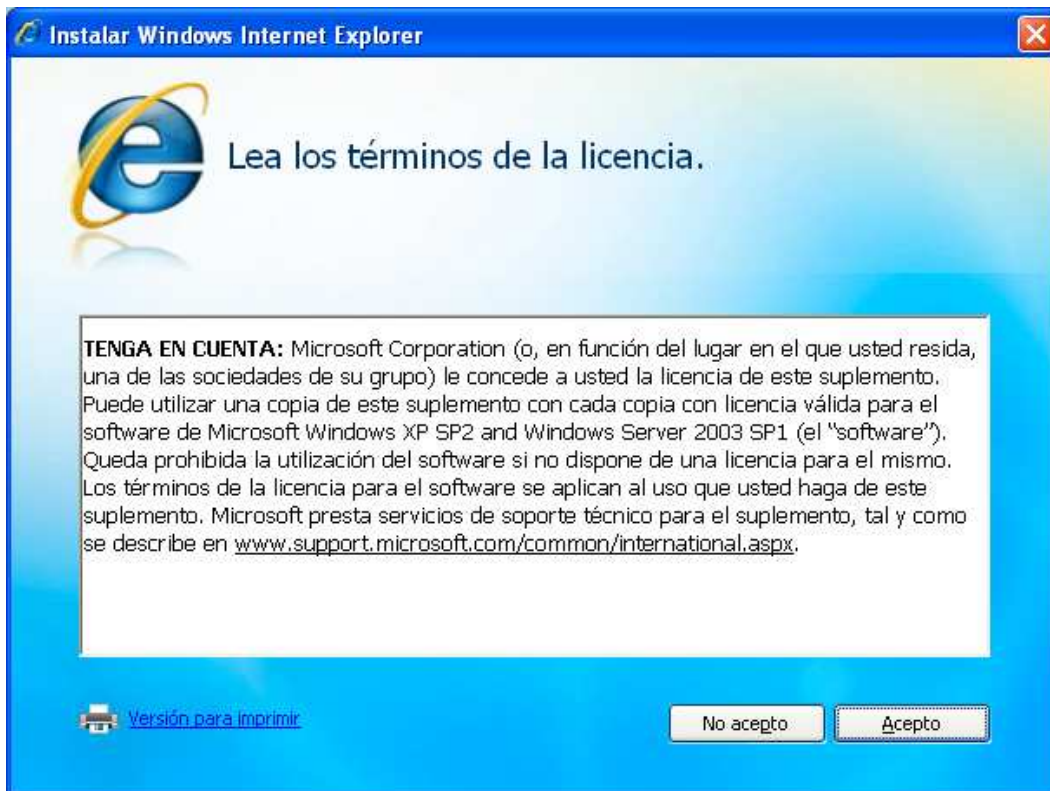 Instalar Windows Internet Explorer
Lea los términos de la licencia.
TENGA EN CUENTA: Microsoft Corporation (o, en función del lugar en el que usted resida,
una de las sociedades de su grupo) le concede a usted la licencia de este suplemento.
Puede utilizar una copia de este suplemento con cada copia con licencia válida para el
software de Microsoft Windows XP SP2 and Windows Server 2003 SP1 (el “software”).
Queda prohibida la utilización del software si no dispone de una licencia para el mismo.
Los términos de la licencia para el software se aplican al uso que usted haga de este
suplemento. Microsoft presta servicios de soporte técnico para el suplemento, tal y como
se describe en www.support.microsoft.com/common/international.aspx.
Versión para imprimir
No acepto
Acepto